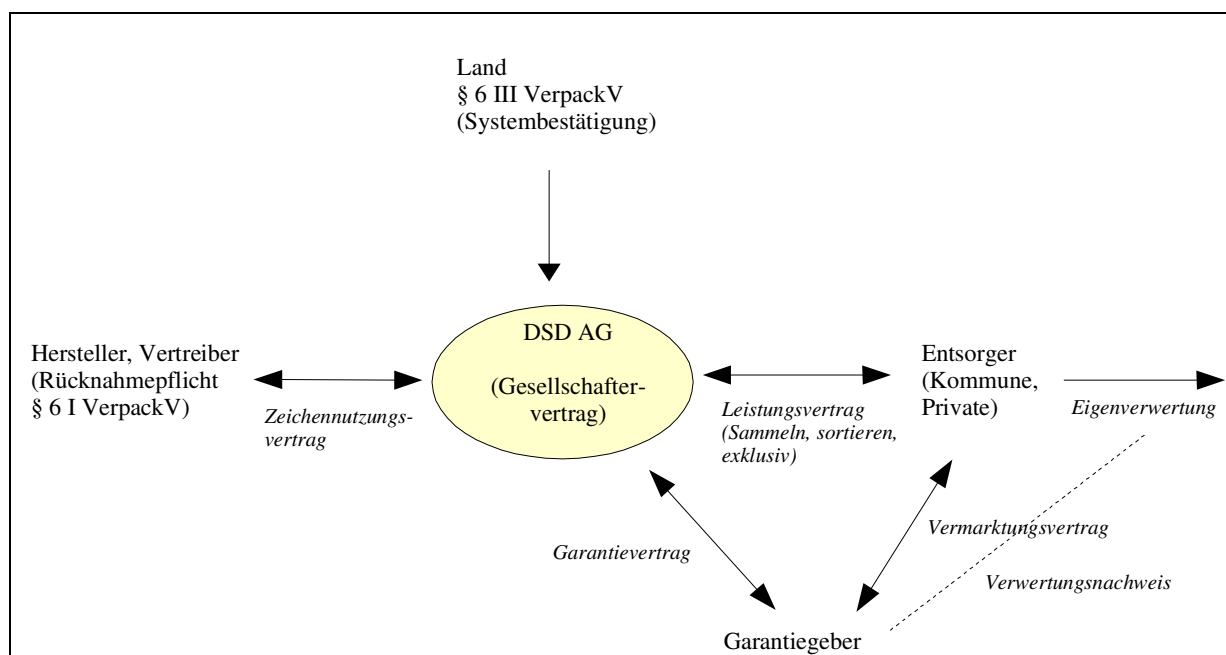 Land
§ 6 III VerpackV
(Systembestätigung)
DSD AG
(Gesellschafter-
vertrag)
Hersteller, Vertreiber
(Rücknahmepflicht
§ 6 I VerpackV)
Zeichennutzungs-
vertrag
Leistungsvertrag
(Sammeln, sortieren,
exklusiv)
Entsorger
(Kommune,
Private)
Eigenverwertung
Garantievertrag
Vermarktungsvertrag
Verwertungsnachweis
Garantiegeber